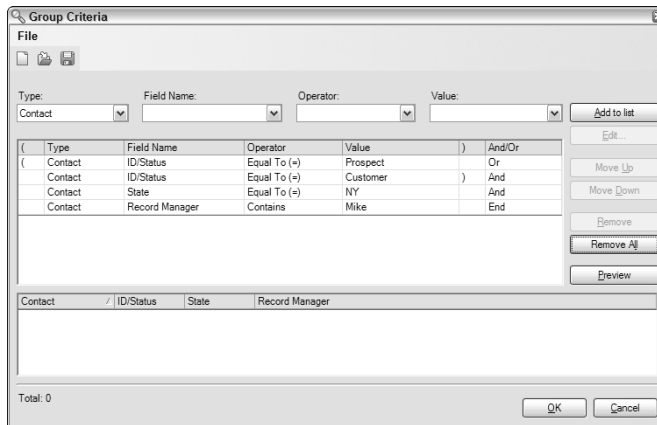 Group Criteria
File
Type: Field Name: Operator: Value:
Contact Add to list
Edit...
( Type Field Name Operator Value ) And/Or
( Contact ID/Status Equal To (=) Prospect Or
Contact ID/Status Equal To (=) Customer ) And
Contact State Equal To (=) NY And
Contact Record Manager Contains Mike End
Move Up
Move Down
Remove
Remove All
Preview
Contact ID/Status State Record Manager
Total: 0
OK Cancel